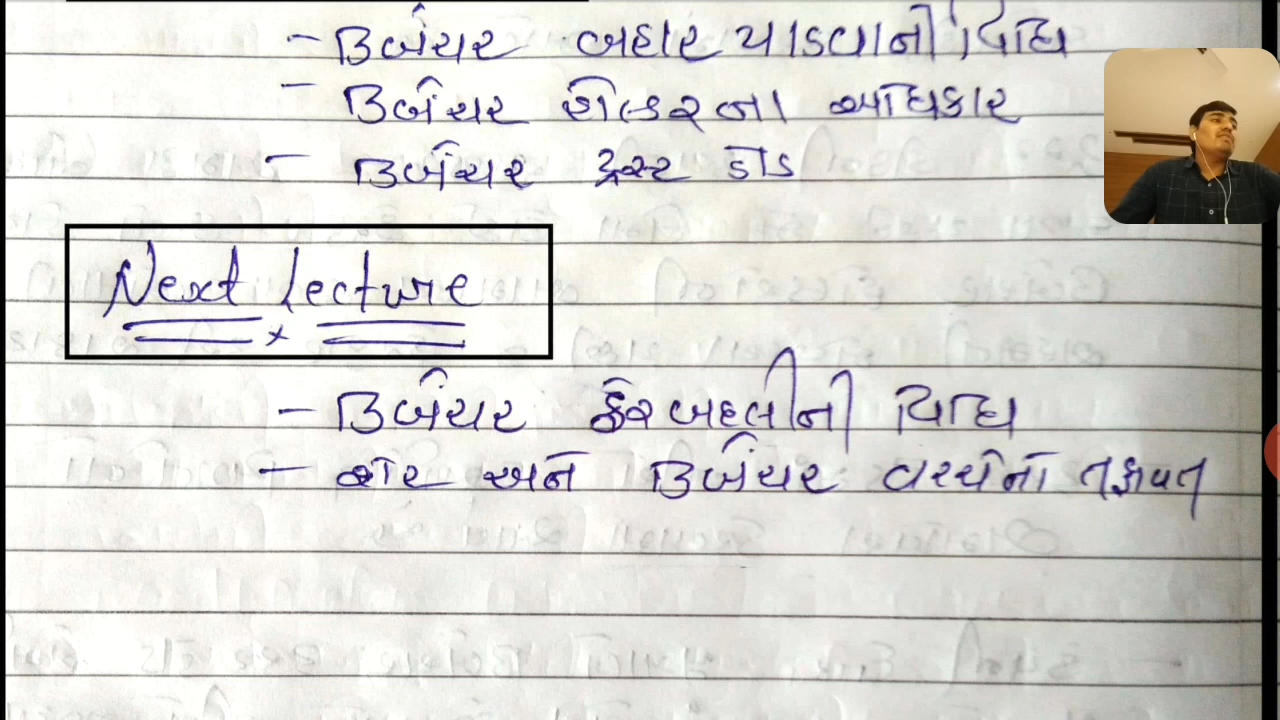 - ડિબેંચર બહાર પાડવાની વિધિ
- ડિબેંચર હોલ્ડરના અધિકાર
- ડિબેંચર ટ્રસ્ટ ડીડ
Next Lecture
- ડિબેંચર ફેરબદલીની વિધિ
- શેર અને ડિબેંચર વચ્ચેનો તફાવત